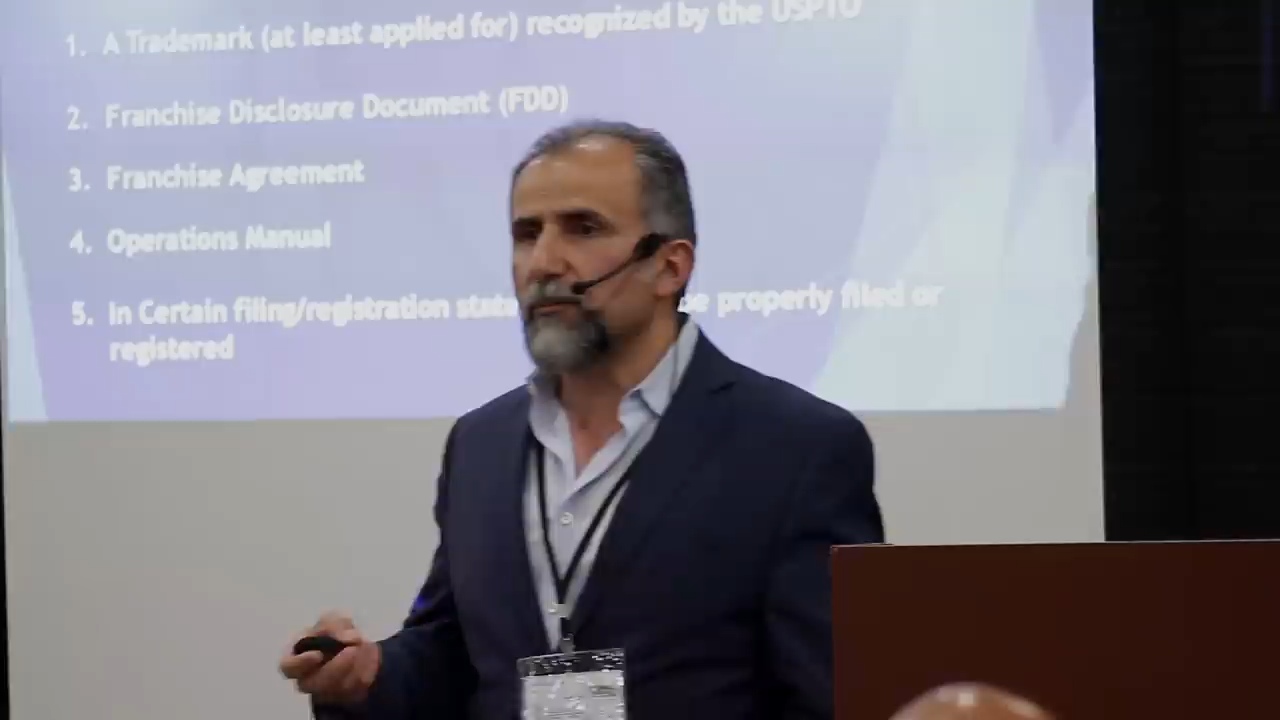 1. A Trademark (at least applied for) recognized by the USPTO
2. Franchise Disclosure Document (FDD)
3. Franchise Agreement
4. Operations Manual
5. In Certain filing/registration state properly filed or
registered